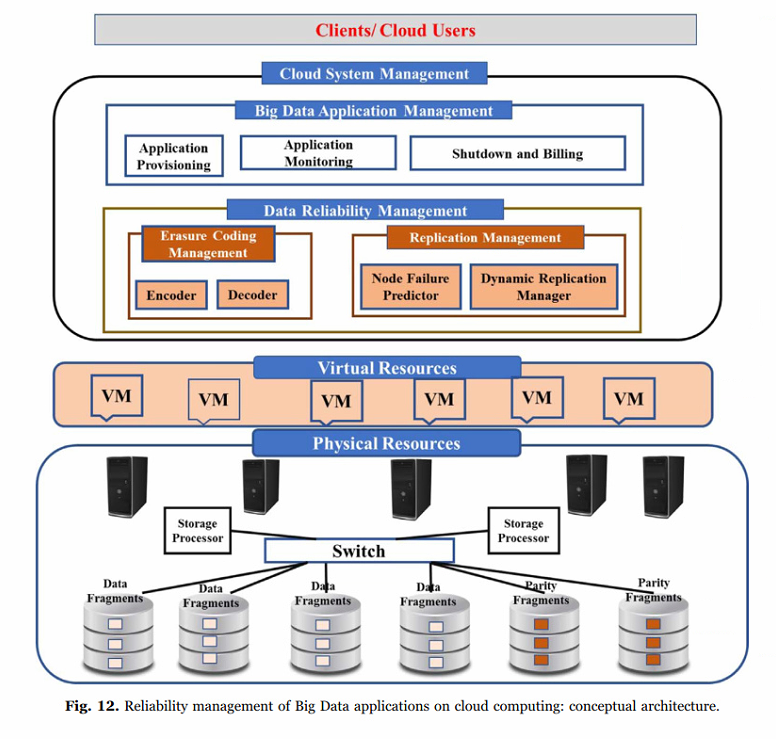 Clients/ Cloud Users
Cloud System Management
Big Data Application Management
Application
Provisioning
Application
Monitoring
Shutdown and Billing
Data Reliability Management
Erasure Coding
Management
Encoder
Decoder
Replication Management
Node Failure
Predictor
Dynamic Replication
Manager
Virtual Resources
VM
VM
VM
VM
VM
VM
Physical Resources
Storage
Processor
Switch
Storage
Processor
Data
Fragments
Data
Fragments
Data
Fragments
Data
Fragments
Parity
Fragments
Parity
Fragments
Fig. 12. Reliability management of Big Data applications on cloud computing: conceptual architecture.